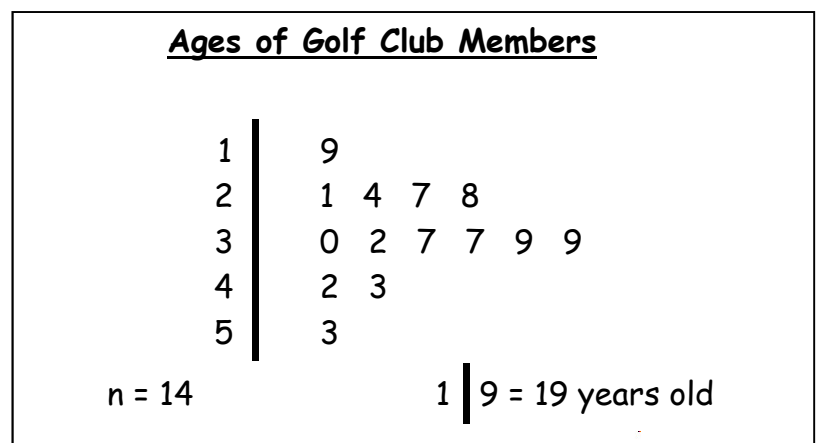 Ages of Golf Club Members
1 9
2 1 4 7 8
3 0 2 7 7 9 9
4 2 3
5 3
n = 14 1 9 = 19 years old